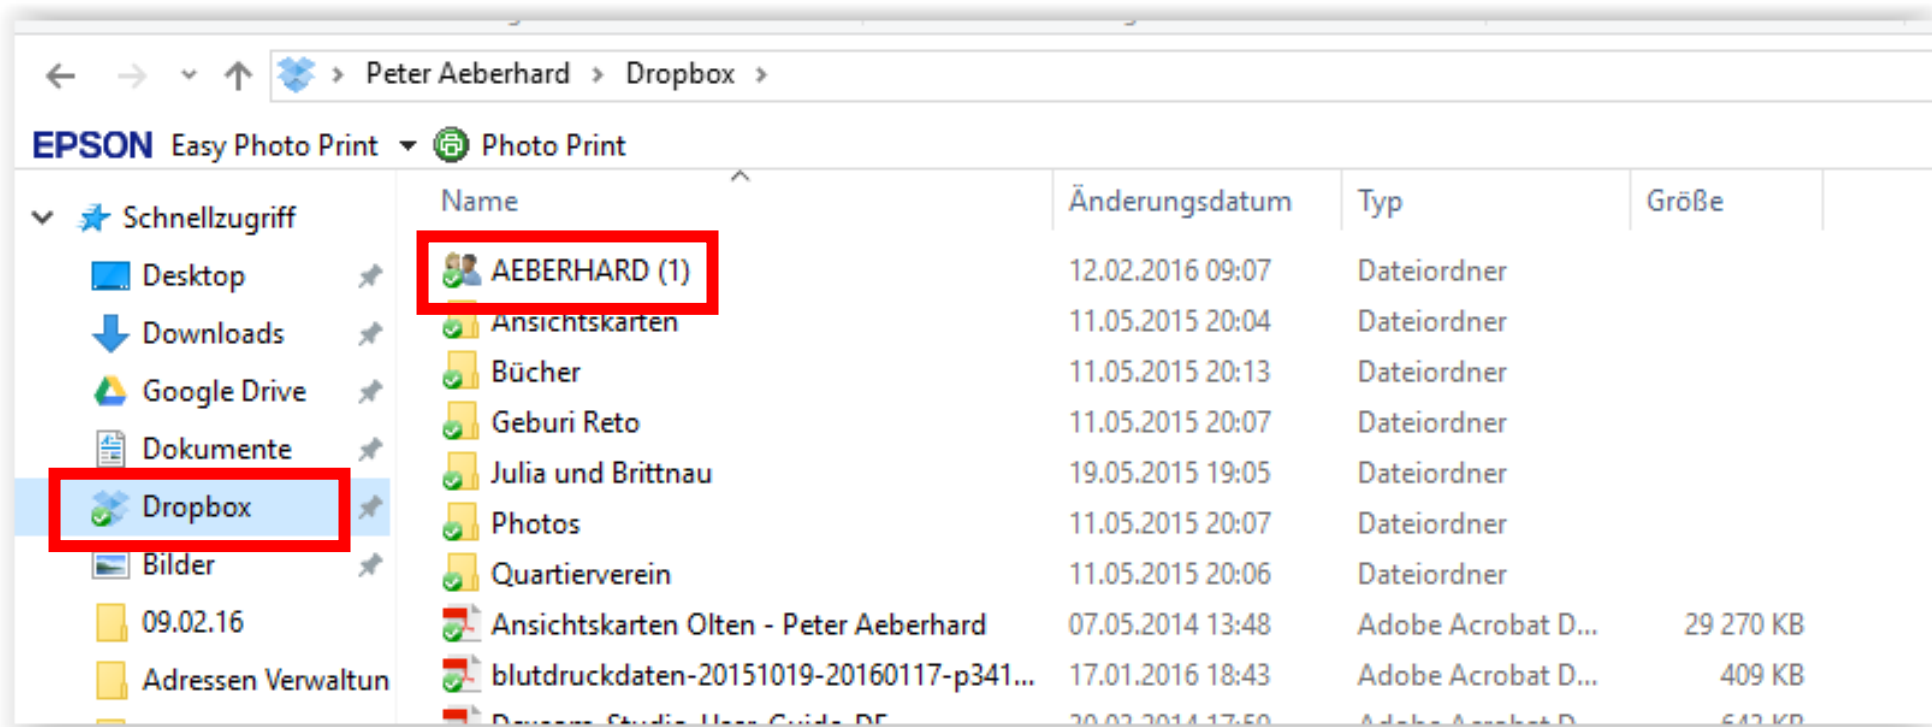 Peter Aeberhard > Dropbox >
EPSON Easy Photo Print Photo Print
Name Änderungsdatum Typ Größe
Schnellzugriff
Desktop
Downloads
Google Drive
Dokumente
Dropbox
Bilder
09.02.16
Adressen Verwaltun
AEBERHARD (1) 12.02.2016 09:07 Dateiordner
Ansichtskarten 11.05.2015 20:04 Dateiordner
Bücher 11.05.2015 20:13 Dateiordner
Geburi Reto 11.05.2015 20:07 Dateiordner
Julia und Brittnau 19.05.2015 19:05 Dateiordner
Photos 11.05.2015 20:07 Dateiordner
Quartierverein 11.05.2015 20:06 Dateiordner
Ansichtskarten Olten - Peter Aeberhard 07.05.2014 13:48 Adobe Acrobat D... 29 270 KB
blutdruckdaten-20151019-20160117-p341... 17.01.2016 18:43 Adobe Acrobat D... 409 KB